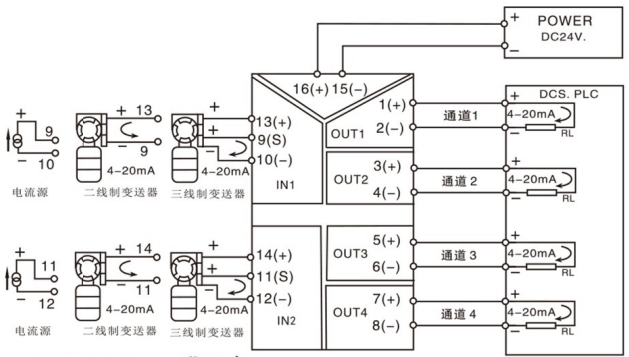 + POWER
− DC24V.
16(+) 15(−)
DCS. PLC
+ 9
− 10
电流源
+ 13
− 9
4-20mA
二线制变送器
+
+
−
4-20mA
三线制变送器
13(+)
9(S)
10(−)
IN1
1(+)
OUT1 2(−)
通道1
+
4-20mA
− RL
3(+)
OUT2
4(−)
通道 2
+
4-20mA
− RL
+ 11
− 12
电流源
+ 14
− 11
4-20mA
二线制变送器
+
+
−
4-20mA
三线制变送器
14(+)
11(S)
12(−)
IN2
5(+)
OUT3
6(−)
通道 3
+
4-20mA
− RL
7(+)
OUT4
8(−)
通道 4
+
4-20mA
− RL